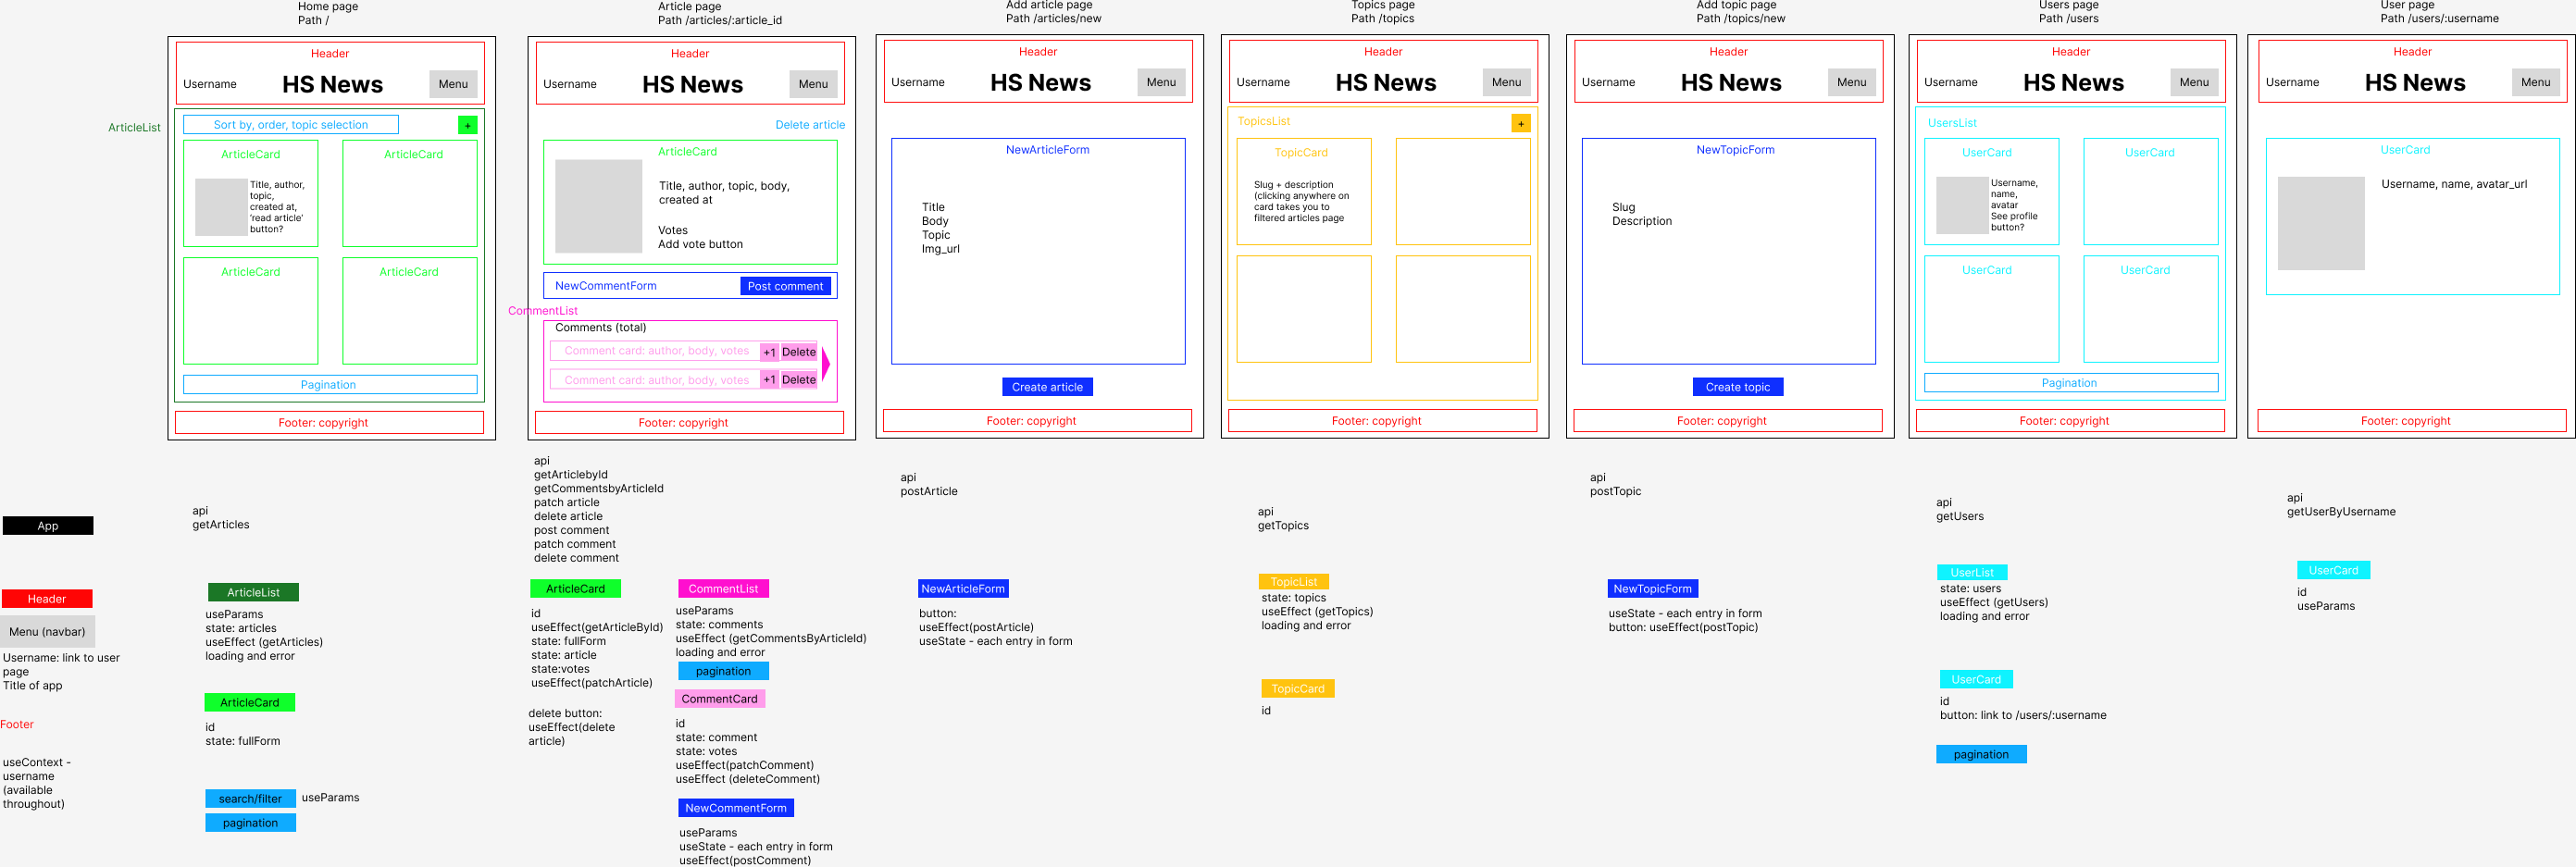 Home page
Path /
Header
Username
HS News
Menu
ArticleList
Sort by, order, topic selection
+
ArticleCard
Title, author,
topic,
created at,
'read article'
button?
ArticleCard
ArticleCard
ArticleCard
Pagination
Footer: copyright
Article page
Path /articles/:article_id
Header
Username
HS News
Menu
Delete article
ArticleCard
Title, author, topic, body,
created at
Votes
Add vote button
NewCommentForm
Post comment
CommentList
Comments (total)
Comment card: author, body, votes
+1
Delete
Comment card: author, body, votes
+1
Delete
Footer: copyright
Add article page
Path /articles/new
Header
Username
HS News
Menu
NewArticleForm
Title
Body
Topic
Img_url
Create article
Footer: copyright
Topics page
Path /topics
Header
Username
HS News
Menu
TopicsList
+
TopicCard
Slug + description
(clicking anywhere on
card takes you to
filtered articles page
Footer: copyright
Add topic page
Path /topics/new
Header
Username
HS News
Menu
NewTopicForm
Slug
Description
Create topic
Footer: copyright
Users page
Path /users
Header
Username
HS News
Menu
UsersList
UserCard
Username,
name,
avatar
See profile
button?
UserCard
UserCard
UserCard
Pagination
Footer: copyright
User page
Path /users/:username
Header
Username
HS News
Menu
UserCard
Username, name, avatar_url
Footer: copyright
App
Header
Menu (navbar)
Username: link to user
page
Title of app
Footer
useContext -
username
(available
throughout)
api
getArticles
ArticleList
useParams
state: articles
useEffect (getArticles)
loading and error
ArticleCard
id
state: fullForm
search/filter
useParams
pagination
api
getArticlebyId
getCommentsbyArticleId
patch article
delete article
post comment
patch comment
delete comment
ArticleCard
id
useEffect(getArticleById)
state: fullForm
state: article
state:votes
useEffect(patchArticle)
delete button:
useEffect(delete
article)
CommentList
useParams
state: comments
useEffect (getCommentsByArticleId)
loading and error
pagination
CommentCard
id
state: comment
state: votes
useEffect(patchComment)
useEffect (deleteComment)
NewCommentForm
useParams
useState - each entry in form
useEffect(postComment)
api
postArticle
NewArticleForm
button:
useEffect(postArticle)
useState - each entry in form
api
getTopics
TopicList
state: topics
useEffect (getTopics)
loading and error
TopicCard
id
api
postTopic
NewTopicForm
useState - each entry in form
button: useEffect(postTopic)
api
getUsers
UserList
state: users
useEffect (getUsers)
loading and error
UserCard
id
button: link to /users/:username
pagination
api
getUserByUsername
UserCard
id
useParams